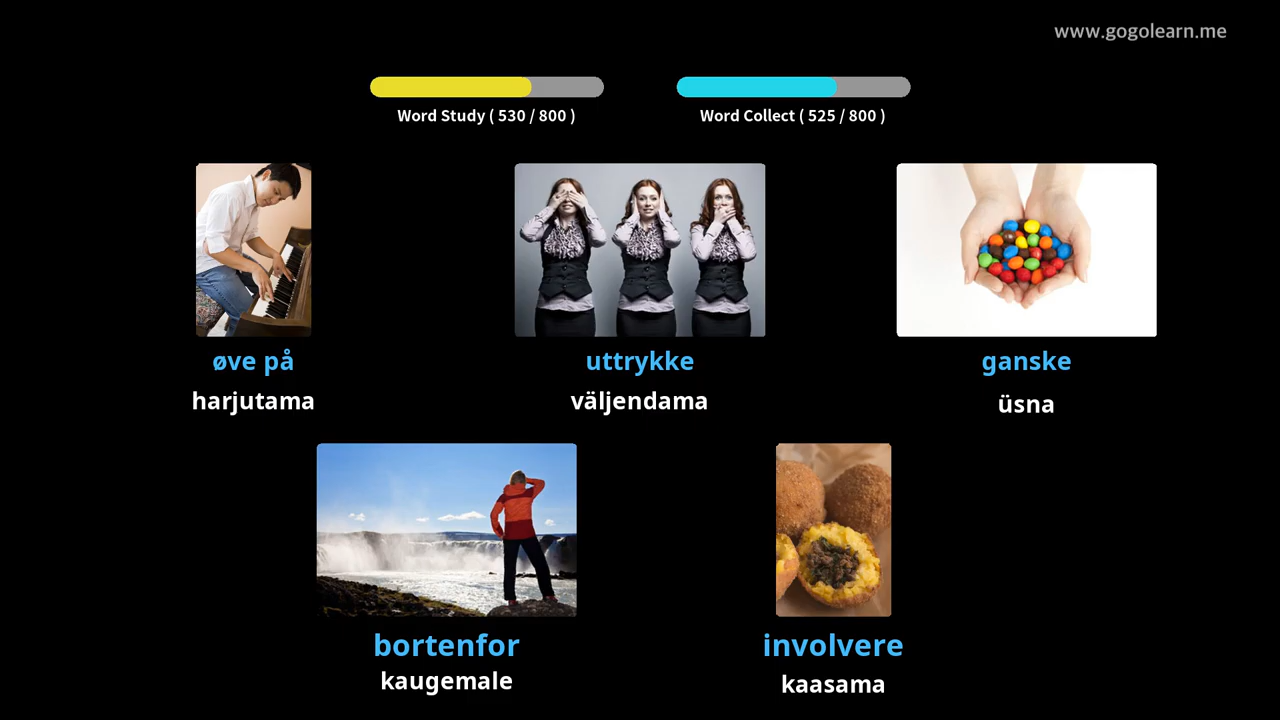 www.gogolearn.me
Word Study ( 530 / 800 )
Word Collect ( 525 / 800 )
øve på
harjutama
uttrykke
väljendama
ganske
üsna
bortenfor
kaugemale
involvere
kaasama